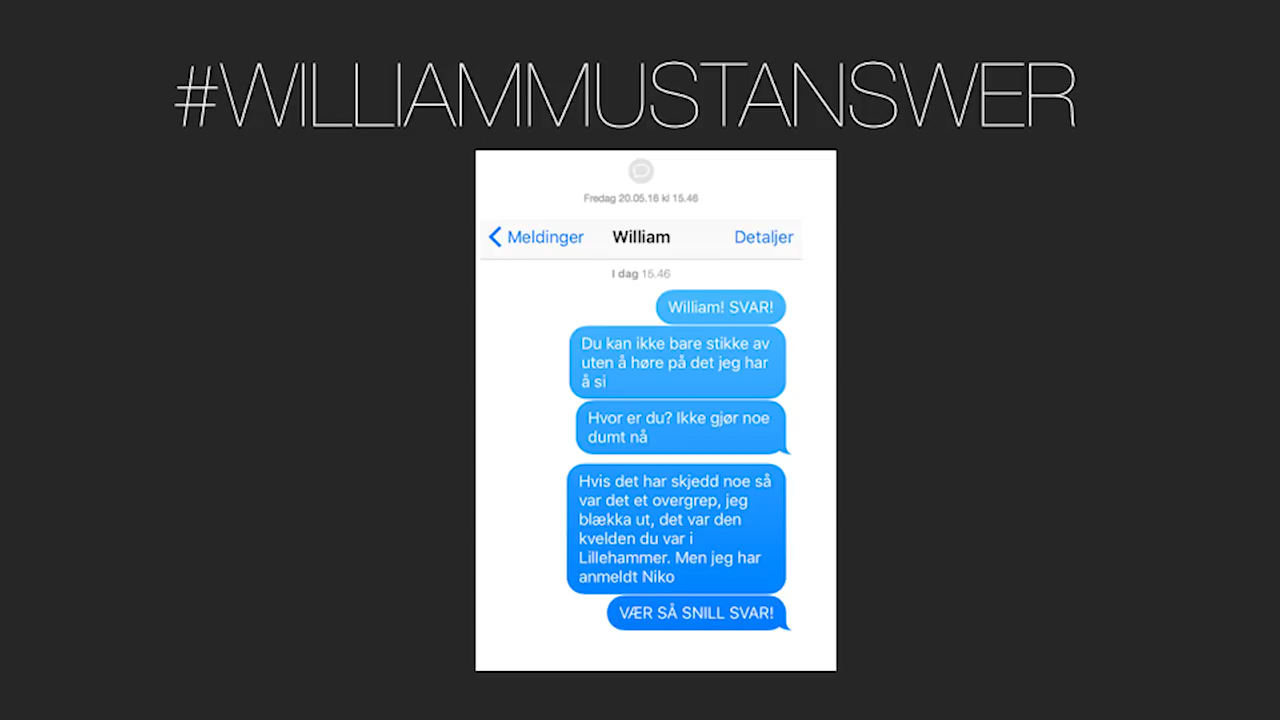 #WILLIAMMUSTANSWER
Fredag 20.05.16 kl 15.46
Meldinger William Detaljer
I dag 15.46
William! SVAR!
Du kan ikke bare stikke av
uten å høre på det jeg har
å si
Hvor er du? Ikke gjør noe
dumt nå
Hvis det har skjedd noe så
var det et overgrep, jeg
blækka ut, det var den
kvelden du var i
Lillehammer. Men jeg har
anmeldt Niko
VÆR SÅ SNILL SVAR!